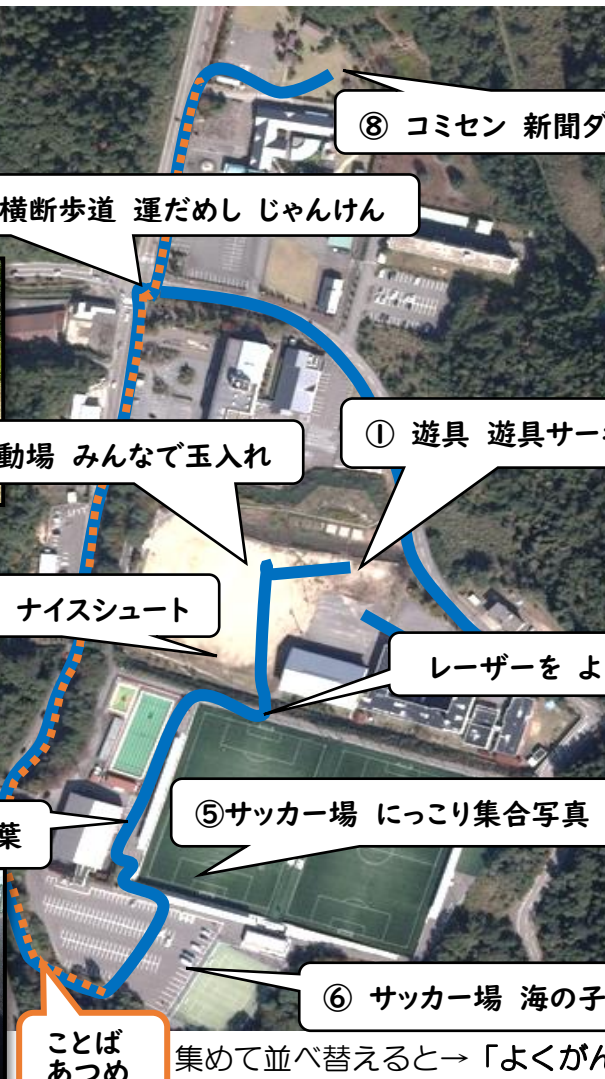 ⑧ コミセン 新聞ダ
横断歩道 運だめし じゃんけん
① 遊具 遊具サー
動場 みんなで玉入れ
ナイスシュート
レーザーを よ
⑤サッカー場 にっこり集合写真
葉
⑥ サッカー場 海の子
ことば
あつめ
集めて並べ替えると→「よくがん